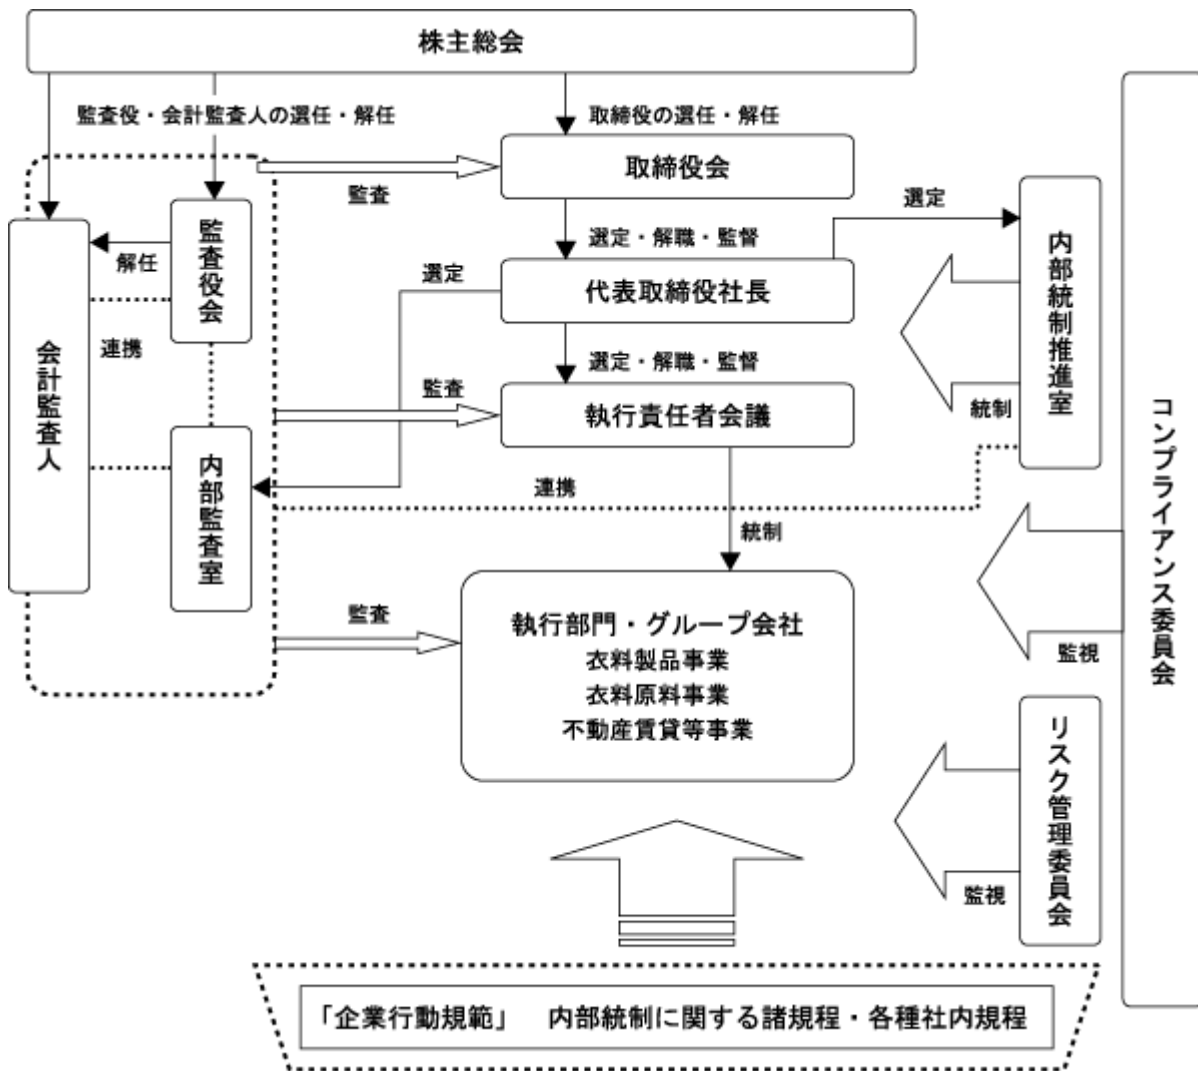 株主総会
監査役・会計監査人の選任・解任
取締役の選任・解任
取締役会
監査
選定
選定・解職・監督
監査役会
解任
内部統制推進室
選定
代表取締役社長
連携
会計監査人
選定・解職・監督
監査
執行責任者会議
統制
コンプライアンス委員会
内部監査室
連携
統制
監査
執行部門・グループ会社
衣料製品事業
衣料原料事業
不動産賃貸等事業
監視
リスク管理委員会
監視
「企業行動規範」　内部統制に関する諸規程・各種社内規程